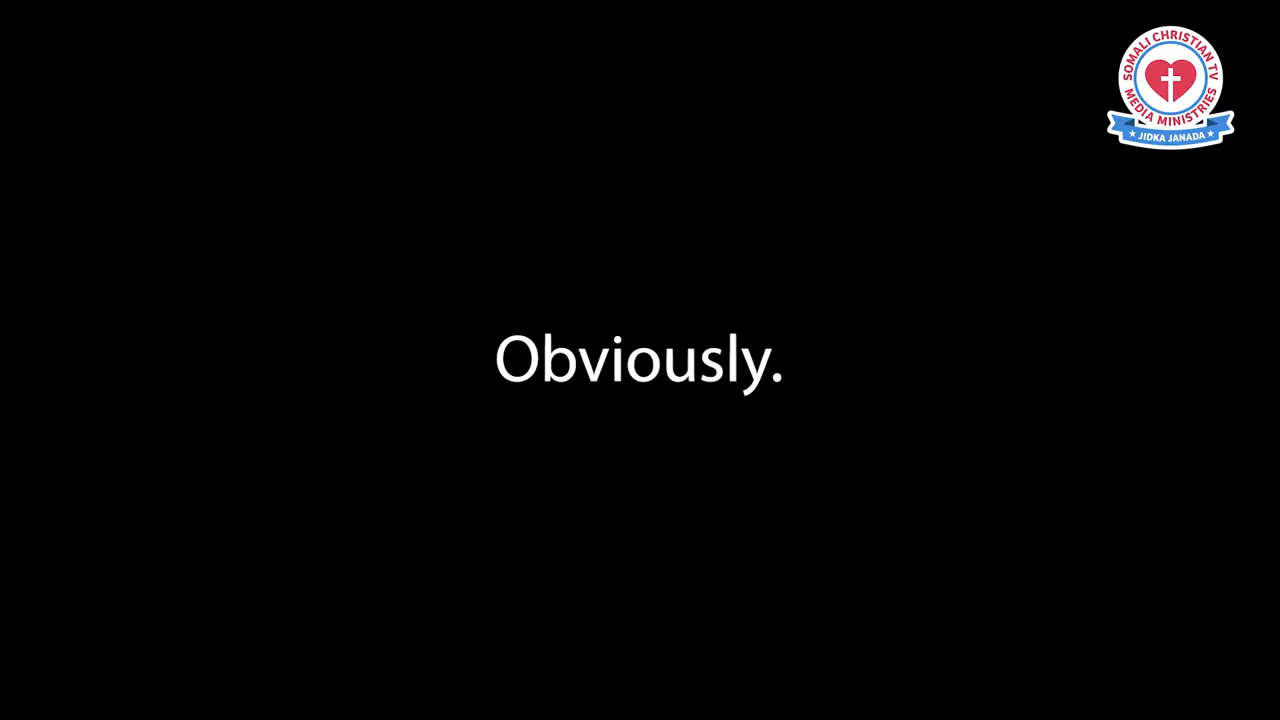 SOMALI CHRISTIAN TV
MEDIA MINISTRIES
JIDKA JANADA
Obviously.